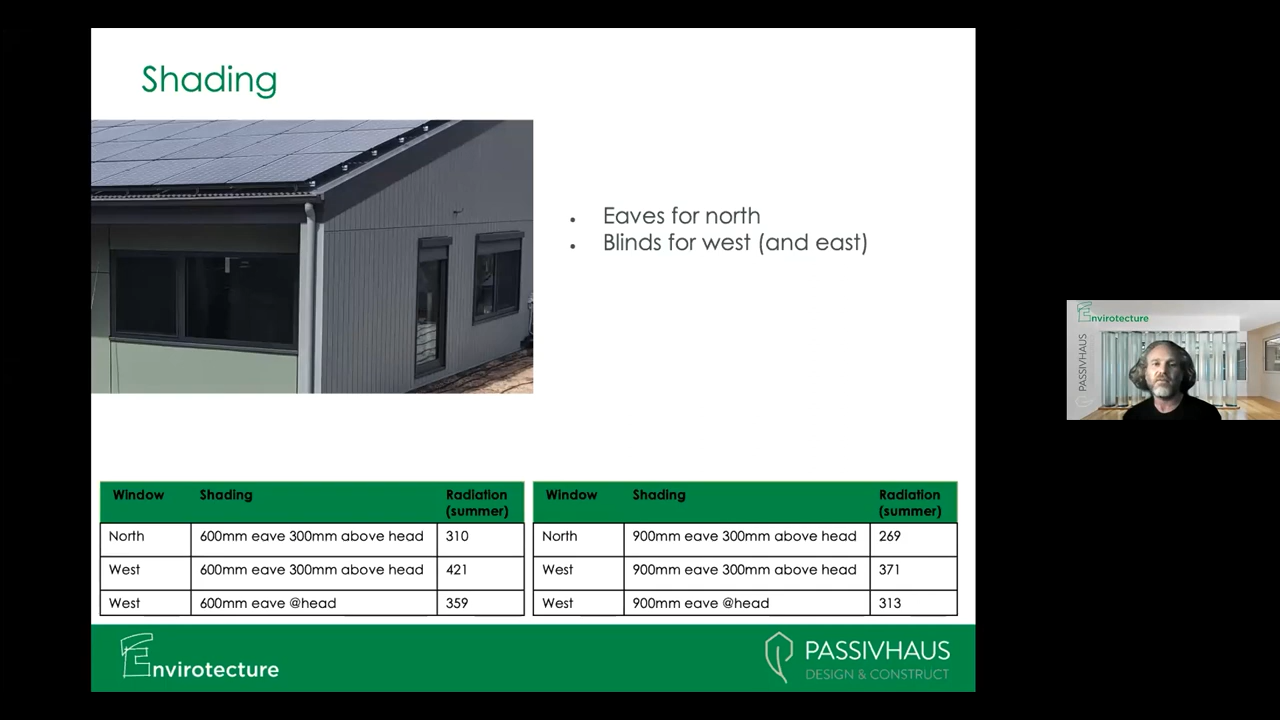 Shading
• Eaves for north
• Blinds for west (and east)
Window Shading Radiation (summer)
North 600mm eave 300mm above head 310
West 600mm eave 300mm above head 421
West 600mm eave @head 359
Window Shading Radiation (summer)
North 900mm eave 300mm above head 269
West 900mm eave 300mm above head 371
West 900mm eave @head 313
Envirotecture
PASSIVHAUS
DESIGN & CONSTRUCT
Envirotecture
PASSIVHAUS